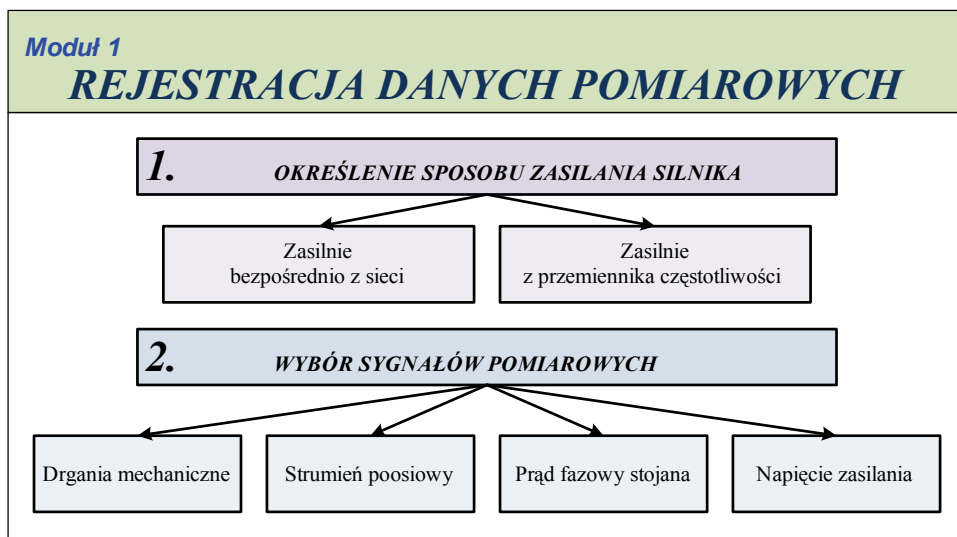 Moduł 1
REJESTRACJA DANYCH POMIAROWYCH
1. OKREŚLENIE SPOSOBU ZASILANIA SILNIKA
Zasilnie
bezpośrednio z sieci
Zasilnie
z przemiennika częstotliwości
2. WYBÓR SYGNAŁÓW POMIAROWYCH
Drgania mechaniczne
Strumień poosiowy
Prąd fazowy stojana
Napięcie zasilania